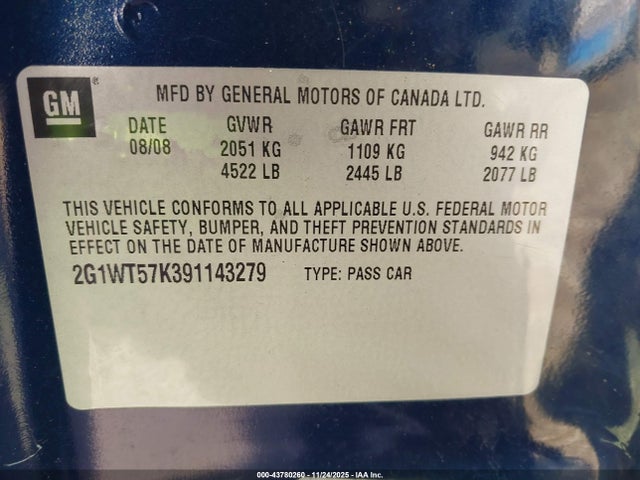 GM ®
MFD BY GENERAL MOTORS OF CANADA LTD.
DATE GVWR GAWR FRT GAWR RR
08/08 2051 KG 1109 KG 942 KG
4522 LB 2445 LB 2077 LB
THIS VEHICLE CONFORMS TO ALL APPLICABLE U.S. FEDERAL MOTOR
VEHICLE SAFETY, BUMPER, AND THEFT PREVENTION STANDARDS IN
EFFECT ON THE DATE OF MANUFACTURE SHOWN ABOVE.
2G1WT57K391143279 TYPE: PASS CAR
000-43780260 - 11/24/2025 - IAA Inc.